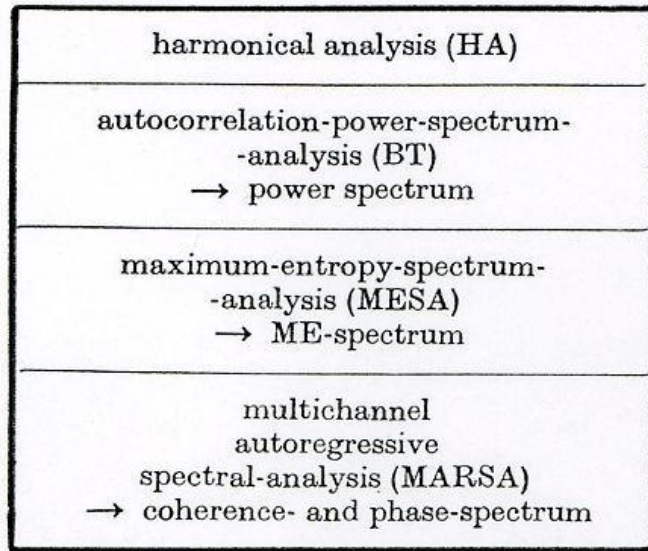 harmonical analysis (HA)
autocorrelation-power-spectrum-
-analysis (BT)
→ power spectrum
maximum-entropy-spectrum-
-analysis (MESA)
→ ME-spectrum
multichannel
autoregressive
spectral-analysis (MARSA)
→ coherence- and phase-spectrum